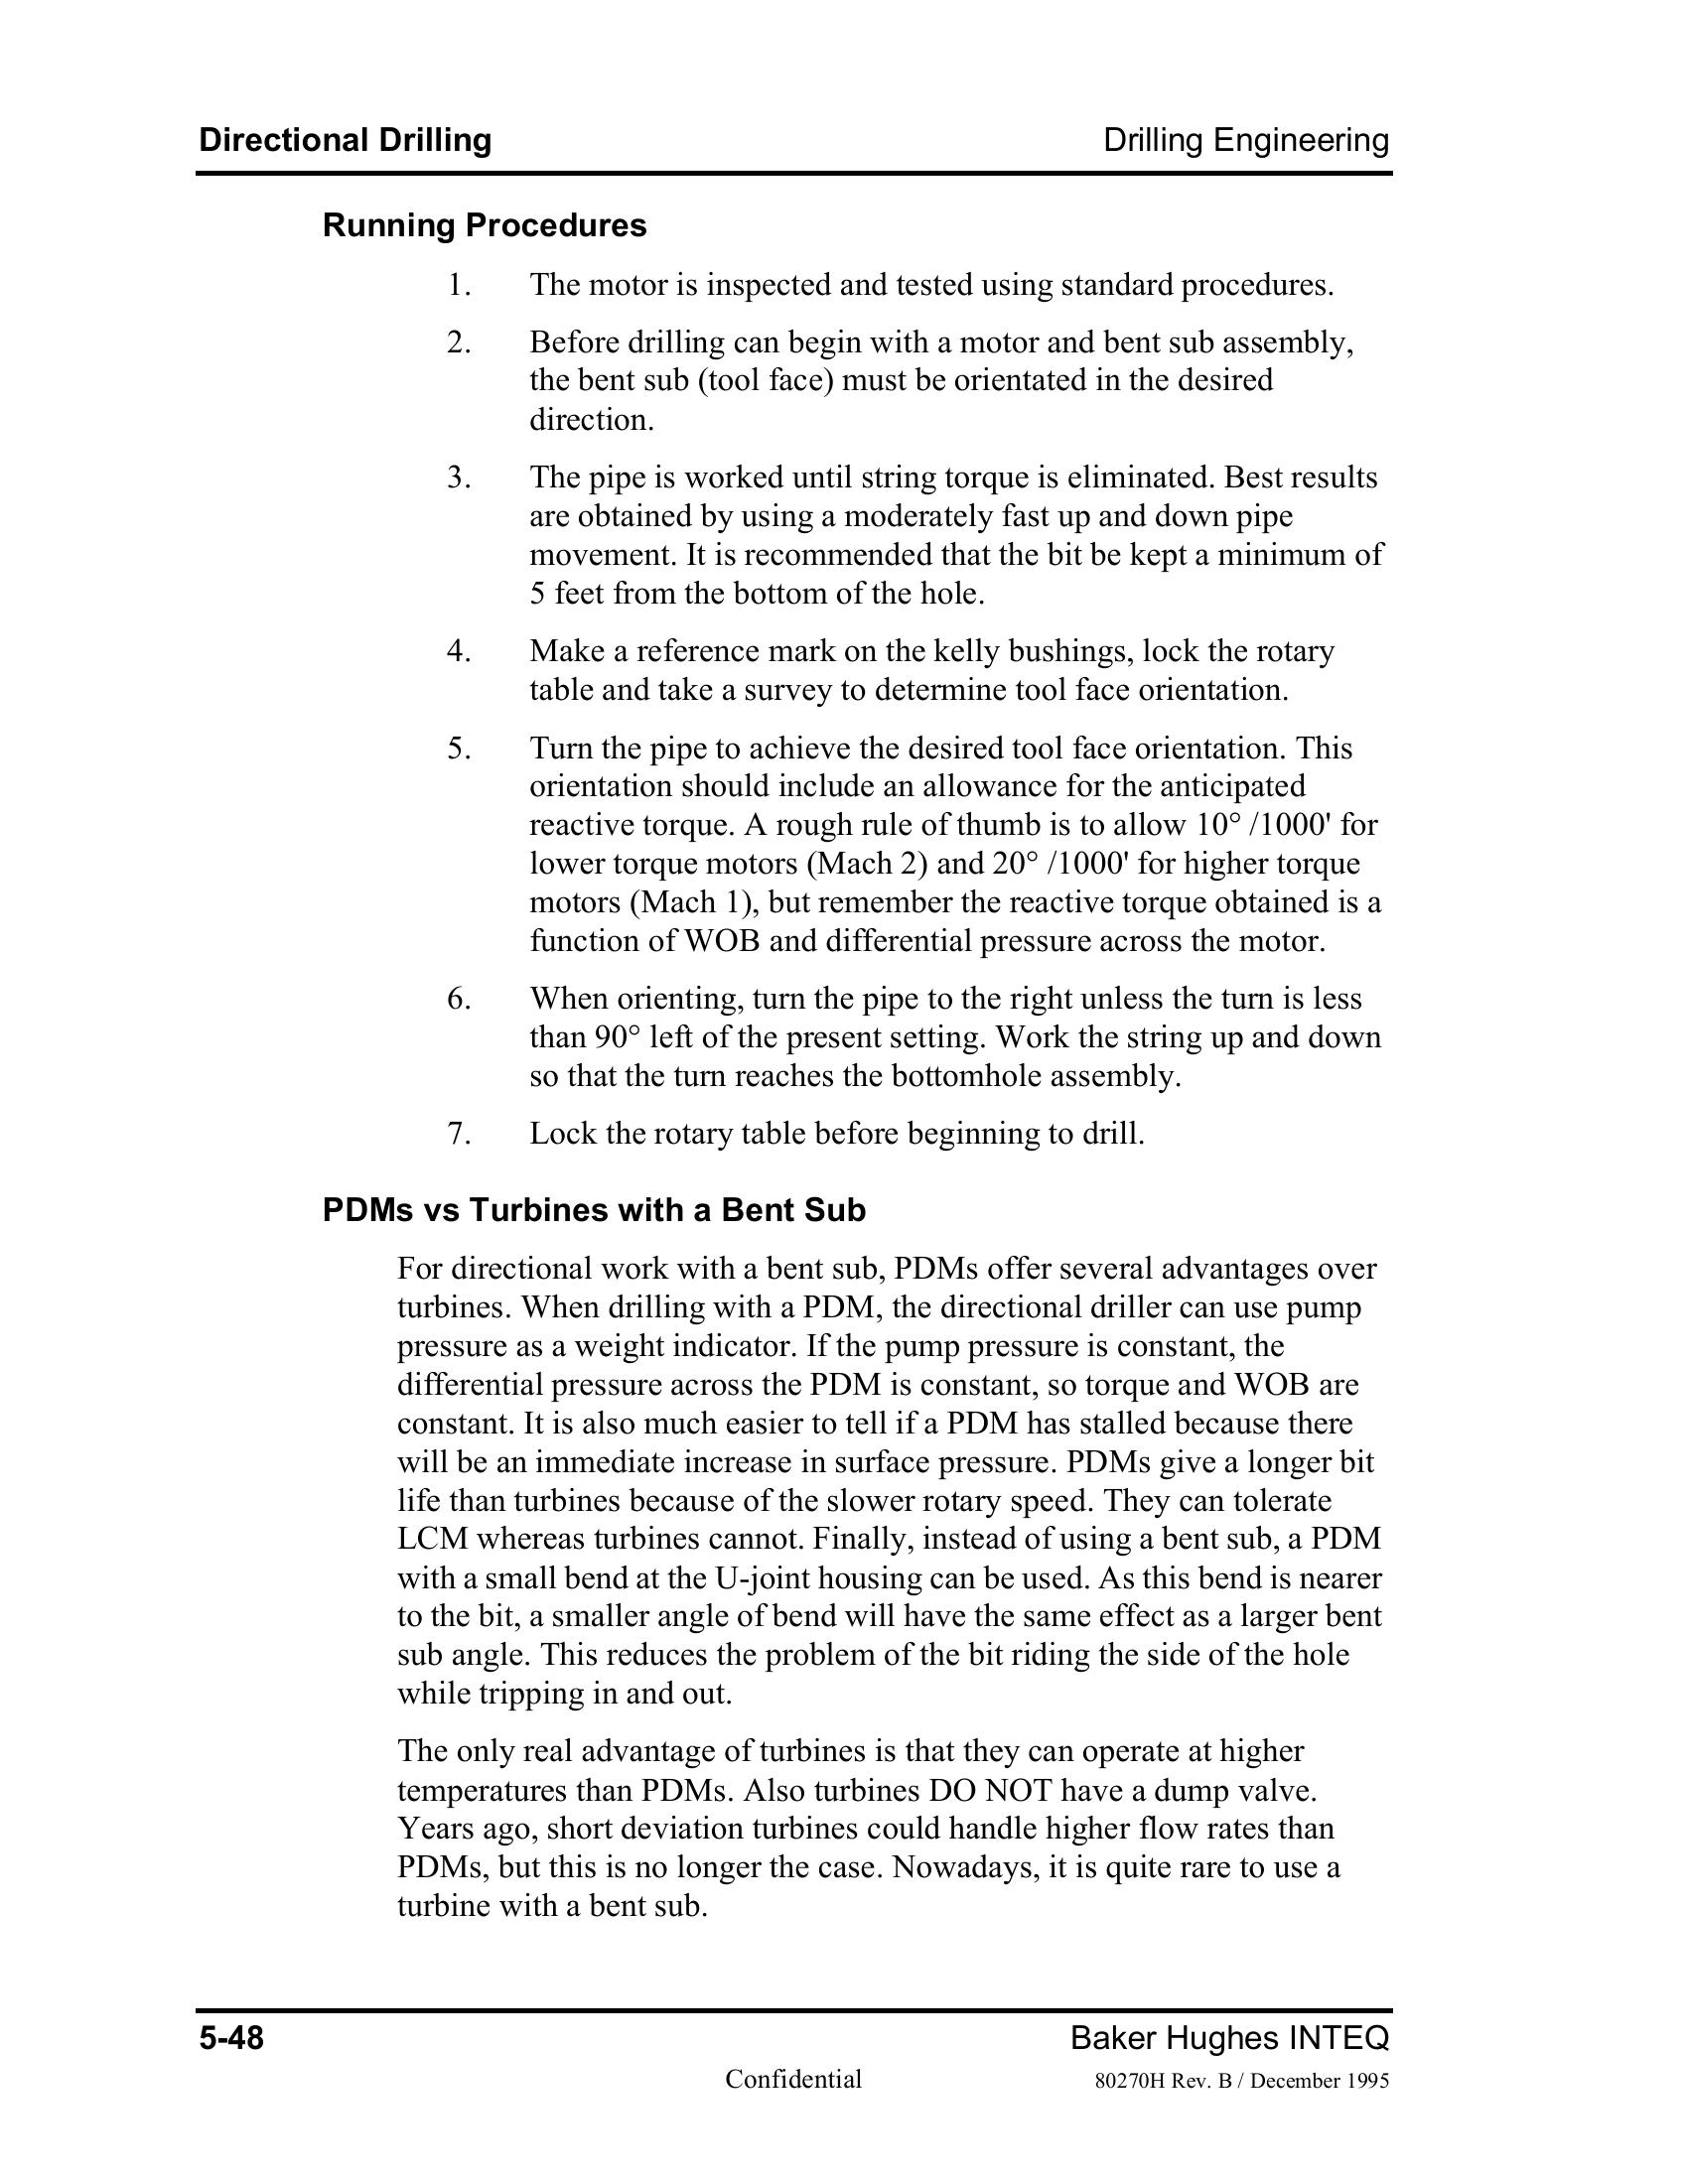 Directional Drilling Drilling Engineering
Running Procedures
1. The motor is inspected and tested using standard procedures.
2. Before drilling can begin with a motor and bent sub assembly,
the bent sub (tool face) must be orientated in the desired
direction.
3. The pipe is worked until string torque is eliminated. Best results
are obtained by using a moderately fast up and down pipe
movement. It is recommended that the bit be kept a minimum of
5 feet from the bottom of the hole.
4. Make a reference mark on the kelly bushings, lock the rotary
table and take a survey to determine tool face orientation.
5. Turn the pipe to achieve the desired tool face orientation. This
orientation should include an allowance for the anticipated
reactive torque. A rough rule of thumb is to allow 10° /1000' for
lower torque motors (Mach 2) and 20° /1000' for higher torque
motors (Mach 1), but remember the reactive torque obtained is a
function of WOB and differential pressure across the motor.
6. When orienting, turn the pipe to the right unless the turn is less
than 90° left of the present setting. Work the string up and down
so that the turn reaches the bottomhole assembly.
7. Lock the rotary table before beginning to drill.
PDMs vs Turbines with a Bent Sub
For directional work with a bent sub, PDMs offer several advantages over
turbines. When drilling with a PDM, the directional driller can use pump
pressure as a weight indicator. If the pump pressure is constant, the
differential pressure across the PDM is constant, so torque and WOB are
constant. It is also much easier to tell if a PDM has stalled because there
will be an immediate increase in surface pressure. PDMs give a longer bit
life than turbines because of the slower rotary speed. They can tolerate
LCM whereas turbines cannot. Finally, instead of using a bent sub, a PDM
with a small bend at the U-joint housing can be used. As this bend is nearer
to the bit, a smaller angle of bend will have the same effect as a larger bent
sub angle. This reduces the problem of the bit riding the side of the hole
while tripping in and out.
The only real advantage of turbines is that they can operate at higher
temperatures than PDMs. Also turbines DO NOT have a dump valve.
Years ago, short deviation turbines could handle higher flow rates than
PDMs, but this is no longer the case. Nowadays, it is quite rare to use a
turbine with a bent sub.
5-48 Baker Hughes INTEQ
Confidential 80270H Rev. B / December 1995